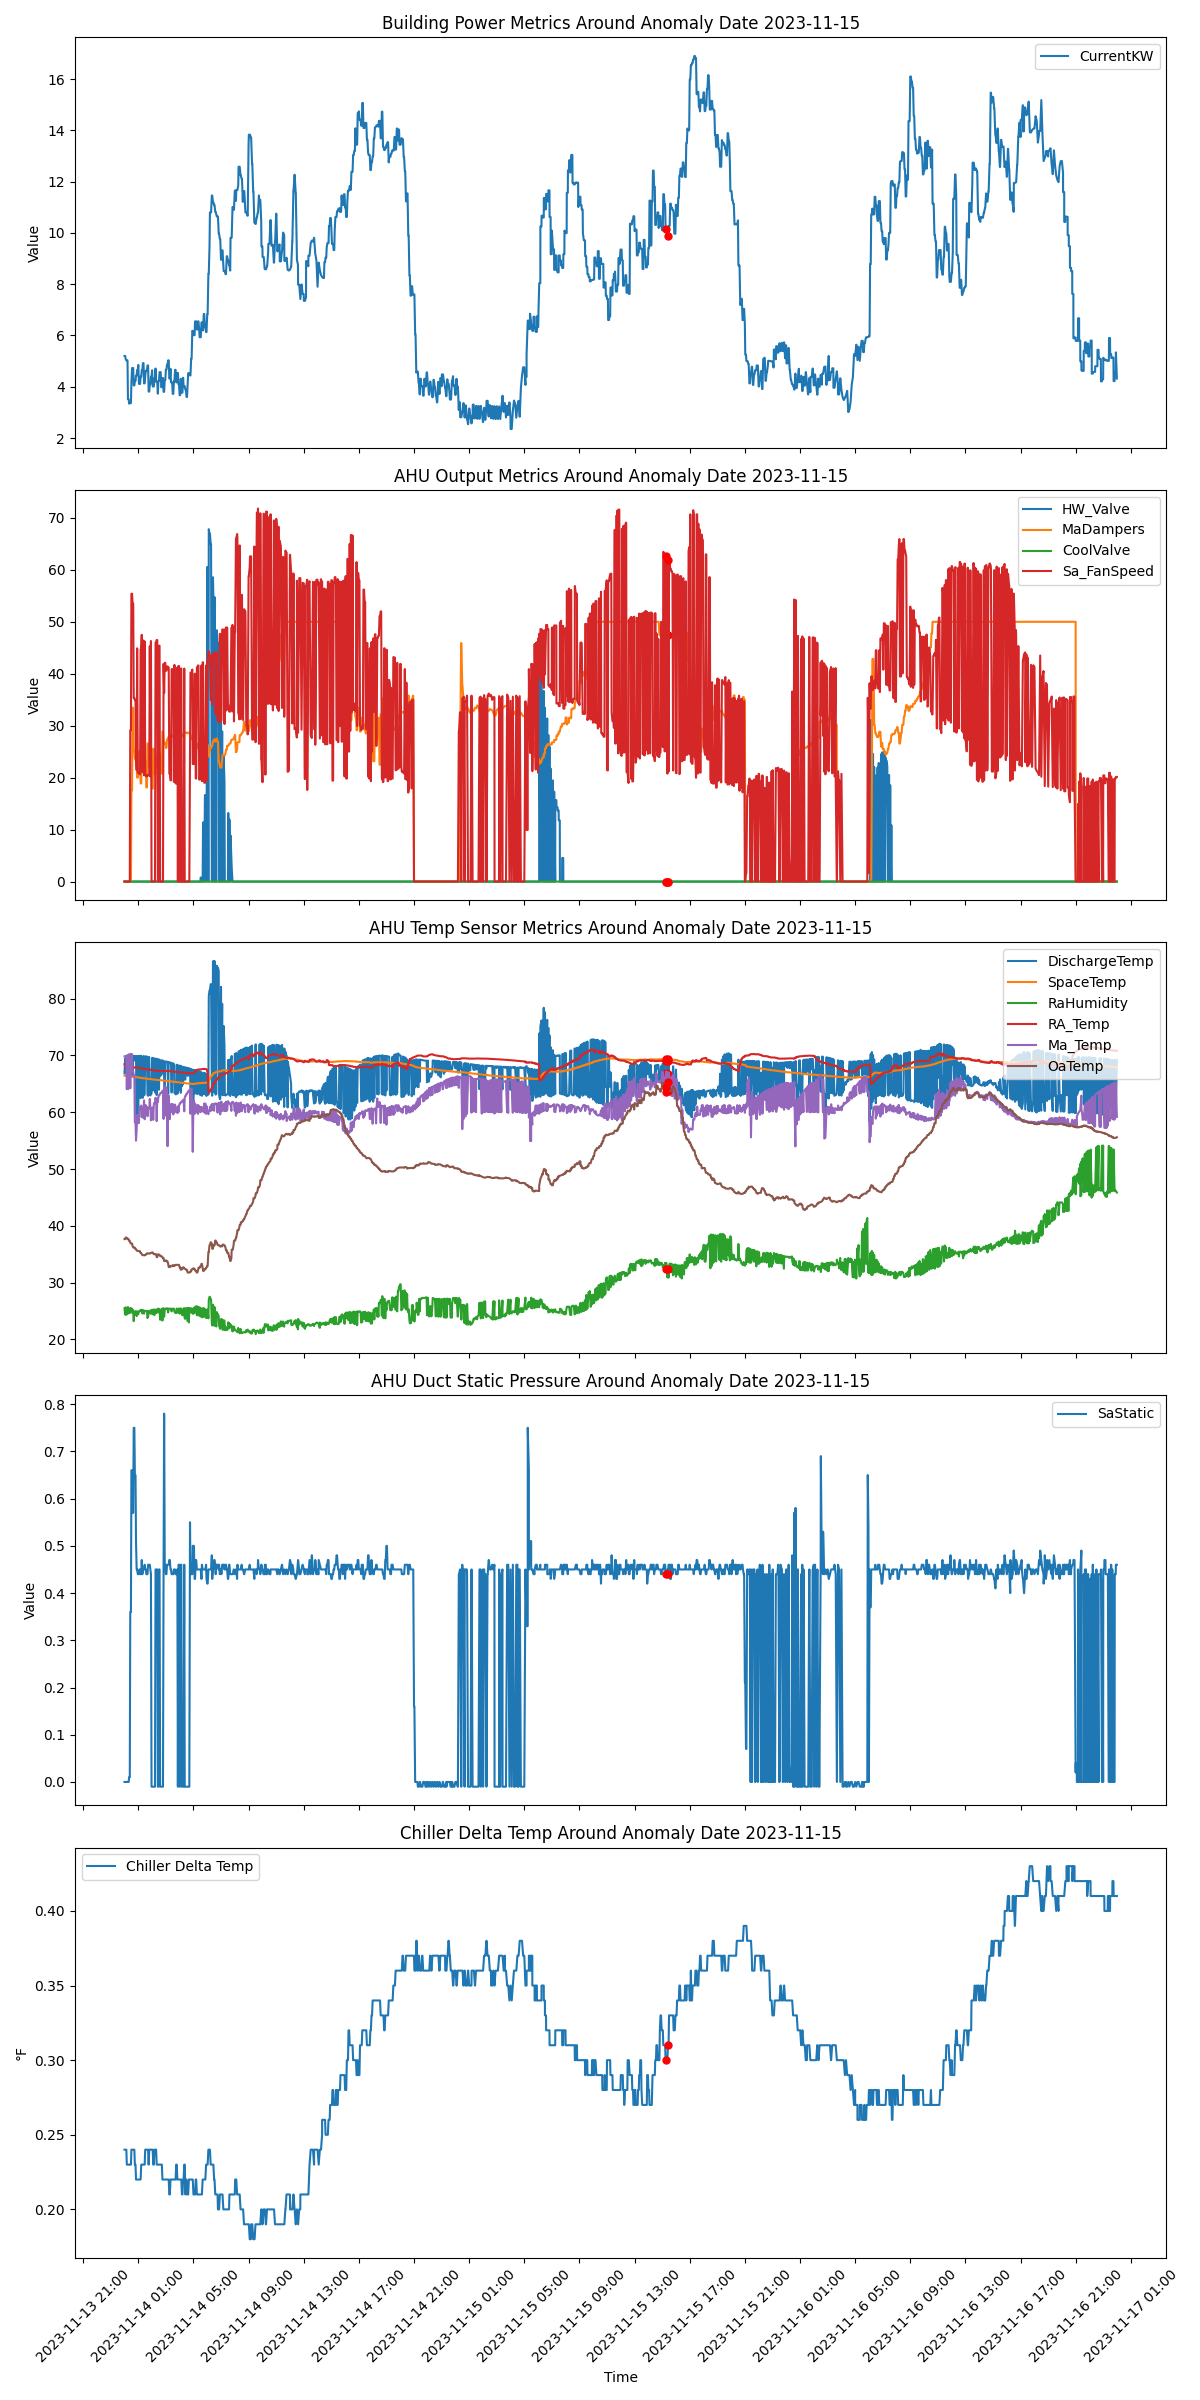 Building Power Metrics Around Anomaly Date 2023-11-15
CurrentKW
Value
16
14
12
10
8
6
4
2
AHU Output Metrics Around Anomaly Date 2023-11-15
HW_Valve
MaDampers
CoolValve
Sa_FanSpeed
Value
70
60
50
40
30
20
10
0
AHU Temp Sensor Metrics Around Anomaly Date 2023-11-15
DischargeTemp
SpaceTemp
RaHumidity
RA_Temp
Ma_Temp
OaTemp
Value
80
70
60
50
40
30
20
AHU Duct Static Pressure Around Anomaly Date 2023-11-15
SaStatic
Value
0.8
0.7
0.6
0.5
0.4
0.3
0.2
0.1
0.0
Chiller Delta Temp Around Anomaly Date 2023-11-15
Chiller Delta Temp
°F
0.40
0.35
0.30
0.25
0.20
2023-11-13 21:00
2023-11-14 01:00
2023-11-14 05:00
2023-11-14 09:00
2023-11-14 13:00
2023-11-14 17:00
2023-11-14 21:00
2023-11-15 01:00
2023-11-15 05:00
2023-11-15 09:00
2023-11-15 13:00
2023-11-15 17:00
2023-11-15 21:00
2023-11-16 01:00
2023-11-16 05:00
2023-11-16 09:00
2023-11-16 13:00
2023-11-16 17:00
2023-11-16 21:00
2023-11-17 01:00
Time